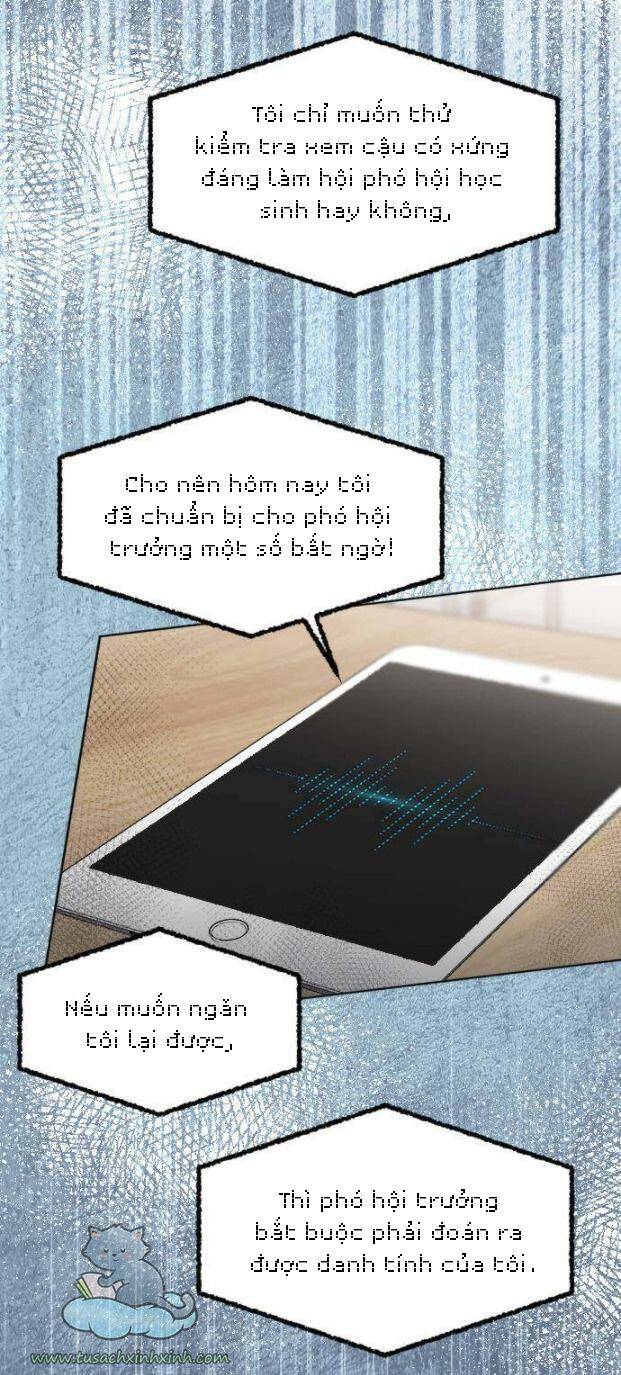 Tôi chỉ muốn thử
kiểm tra xem cậu có xứng
đáng làm hội phó hội học
sinh hay không,
Cho nên hôm nay tôi
đã chuẩn bị cho phó hội
trưởng một số bất ngờ!
Nếu muốn ngăn
tôi lại được,
Thì phó hội trưởng
bắt buộc phải đoán ra
được danh tính của tôi.
www.tusachxinhxinh.com